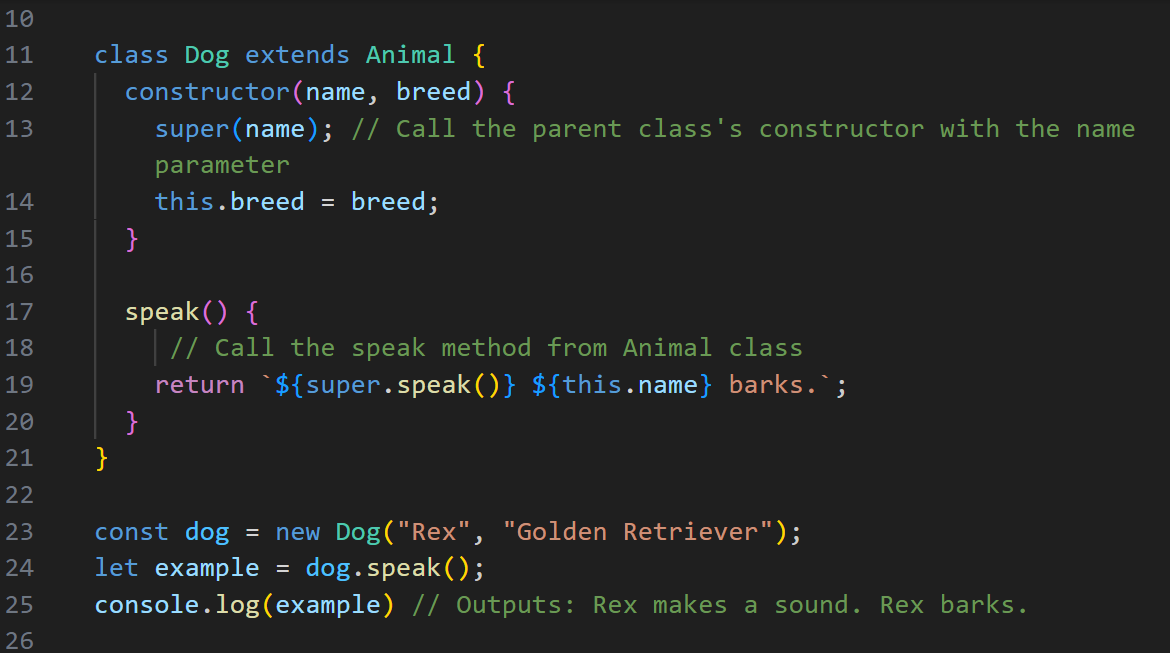 10
11 class Dog extends Animal {
12 constructor(name, breed) {
13 super(name); // Call the parent class's constructor with the name
parameter
14 this.breed = breed;
15 }
16
17 speak() {
18 // Call the speak method from Animal class
19 return `${super.speak()} ${this.name} barks.`;
20 }
21 }
22
23 const dog = new Dog("Rex", "Golden Retriever");
24 let example = dog.speak();
25 console.log(example) // Outputs: Rex makes a sound. Rex barks.
26